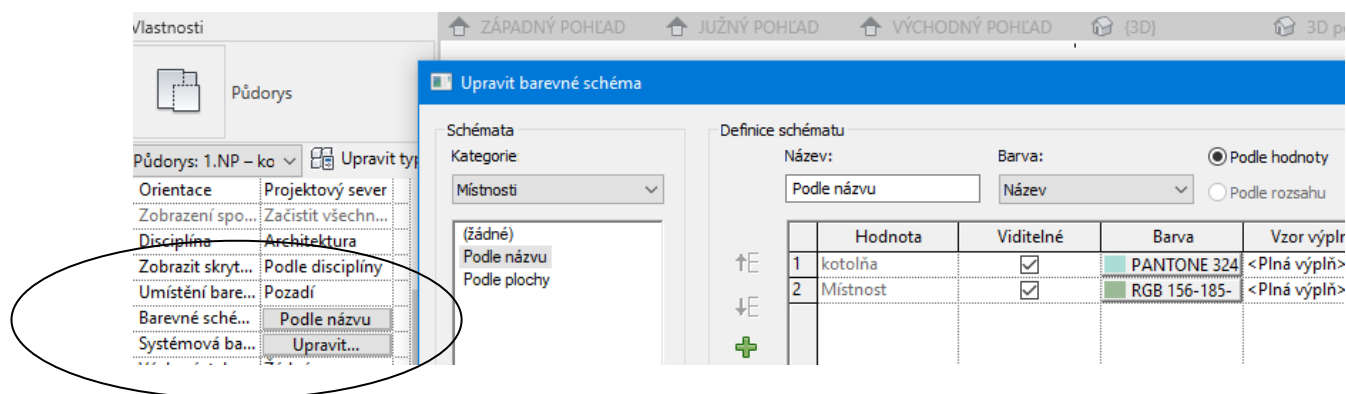 Vlastnosti
ZÁPADNÝ POHĽAD JUŽNÝ POHĽAD VÝCHODNÝ POHĽAD {3D} 3D
Půdorys
Půdorys: 1.NP – ko Upravit
Orientace Projektový sever
Zobrazení spo... Začistit všechn...
Disciplína Architektura
Zobrazit skryt... Podle disciplíny
Umístění bare... Pozadí
Barevné sché... Podle názvu
Systémová ba... Upravit...
Upravit barevné schéma
Schémata
Kategorie:
Místnosti
(žádné)
Podle názvu
Podle plochy
Definice schématu
Název: Barva:
Podle názvu Název
Podle hodnoty
Podle rozsahu
Hodnota Viditelné Barva Vzor výpln
1 kotolňa PANTONE 324 <Plná výplň>
2 Místnost RGB 156-185- <Plná výplň>